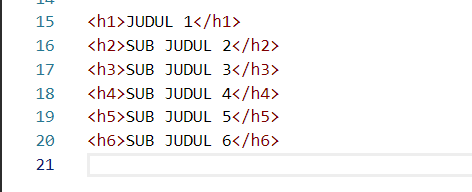 15 <h1>JUDUL 1</h1>
16 <h2>SUB JUDUL 2</h2>
17 <h3>SUB JUDUL 3</h3>
18 <h4>SUB JUDUL 4</h4>
19 <h5>SUB JUDUL 5</h5>
20 <h6>SUB JUDUL 6</h6>
21